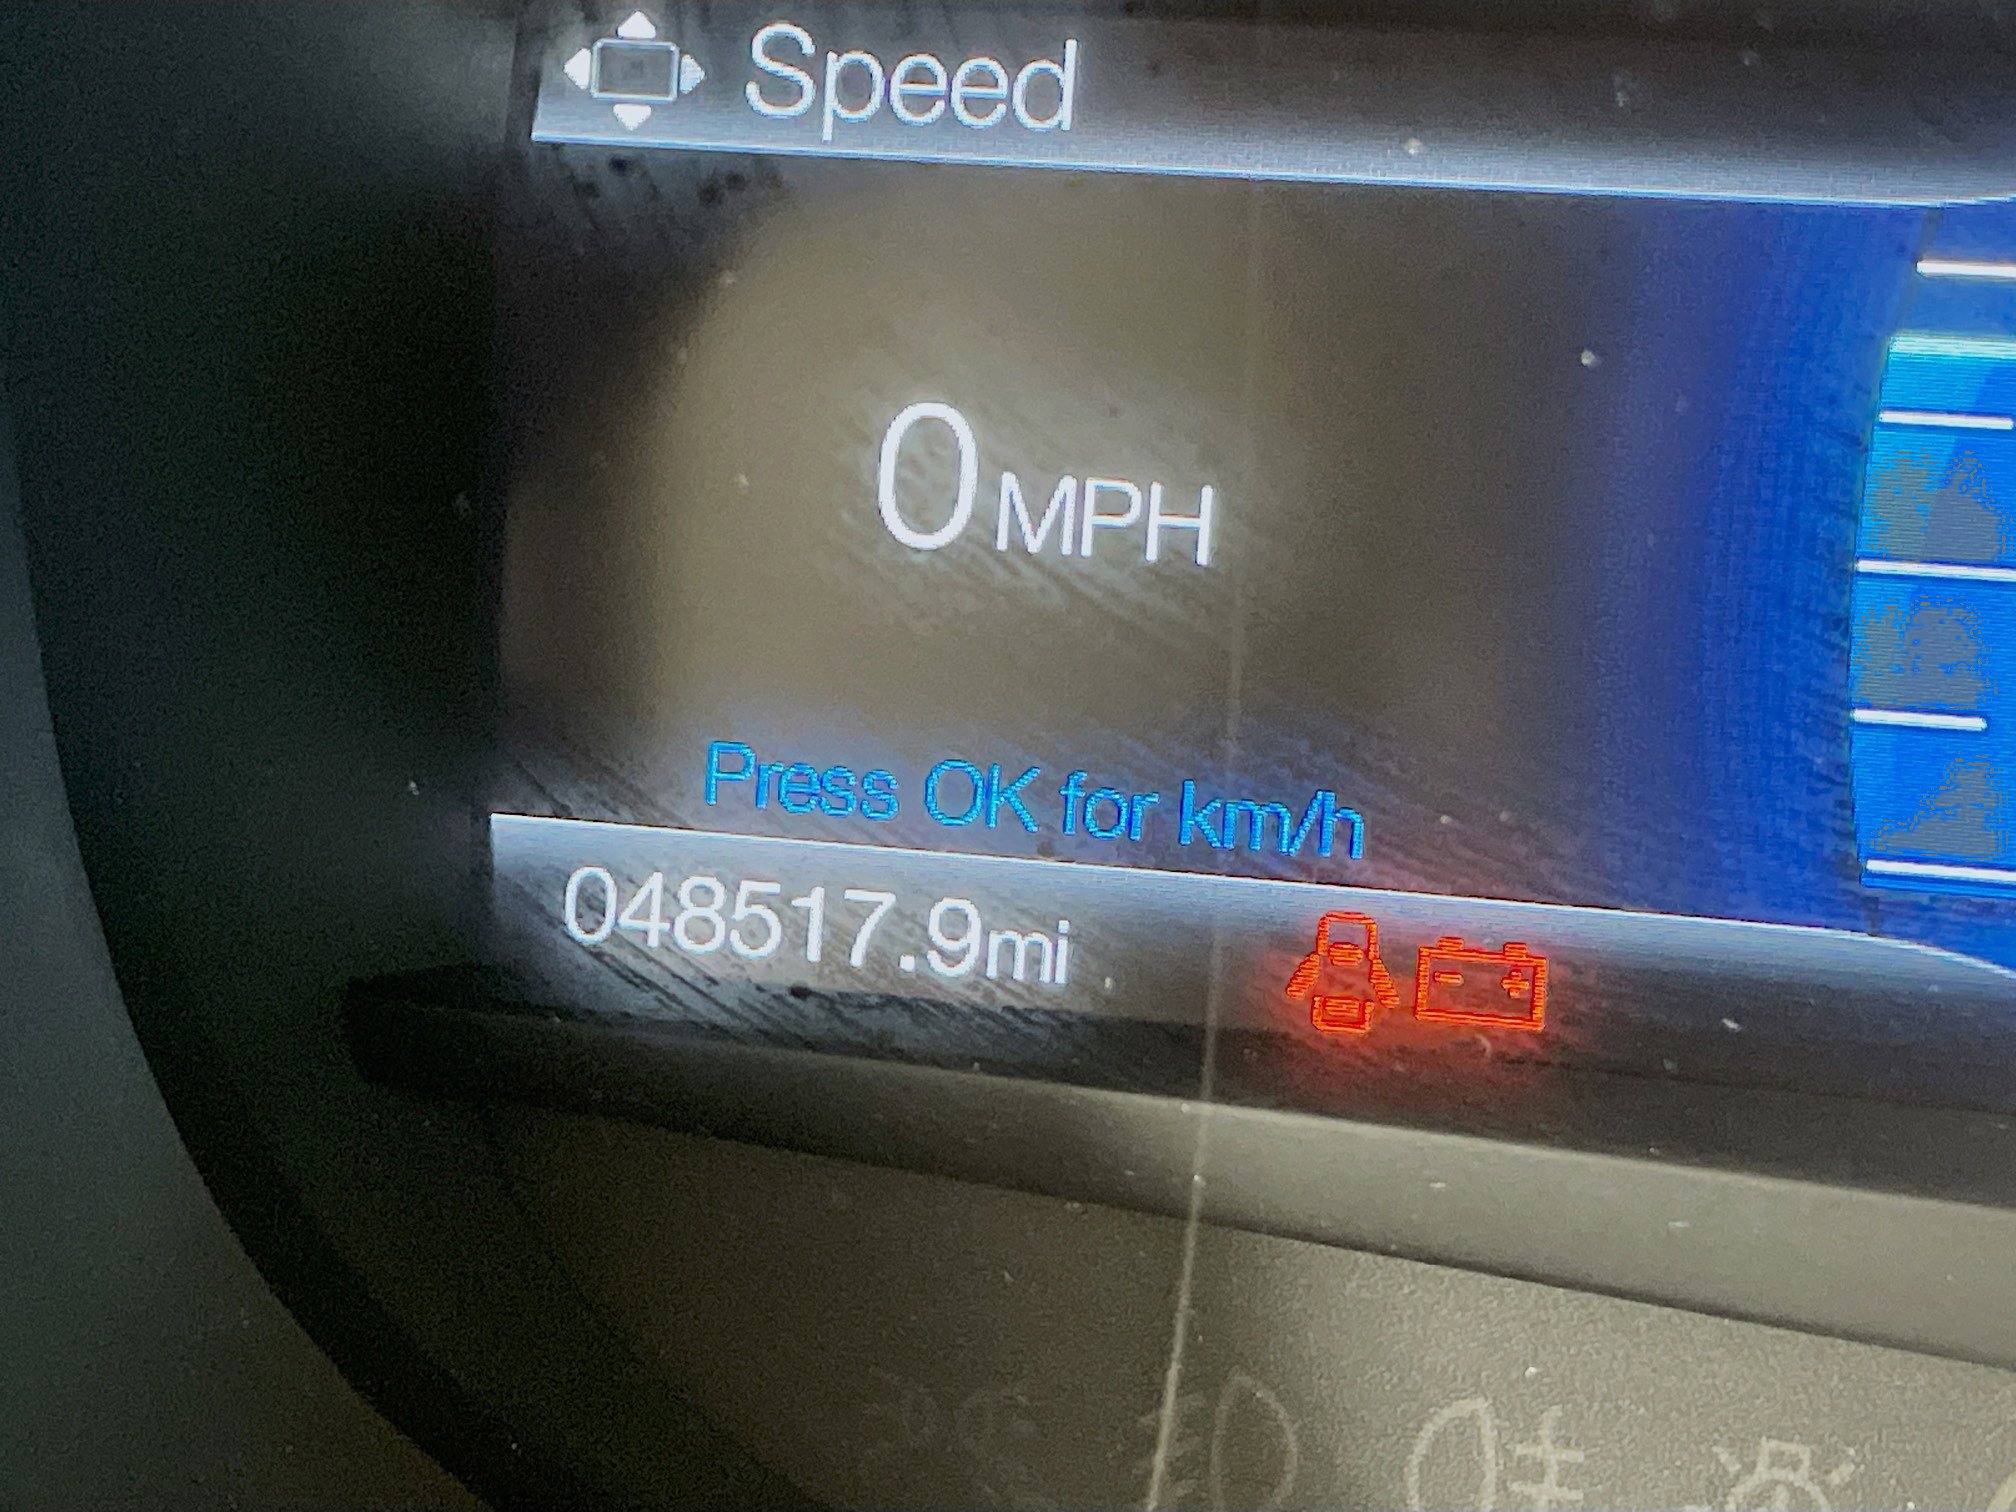 Speed
0 MPH
Press OK for km/h
048517.9mi